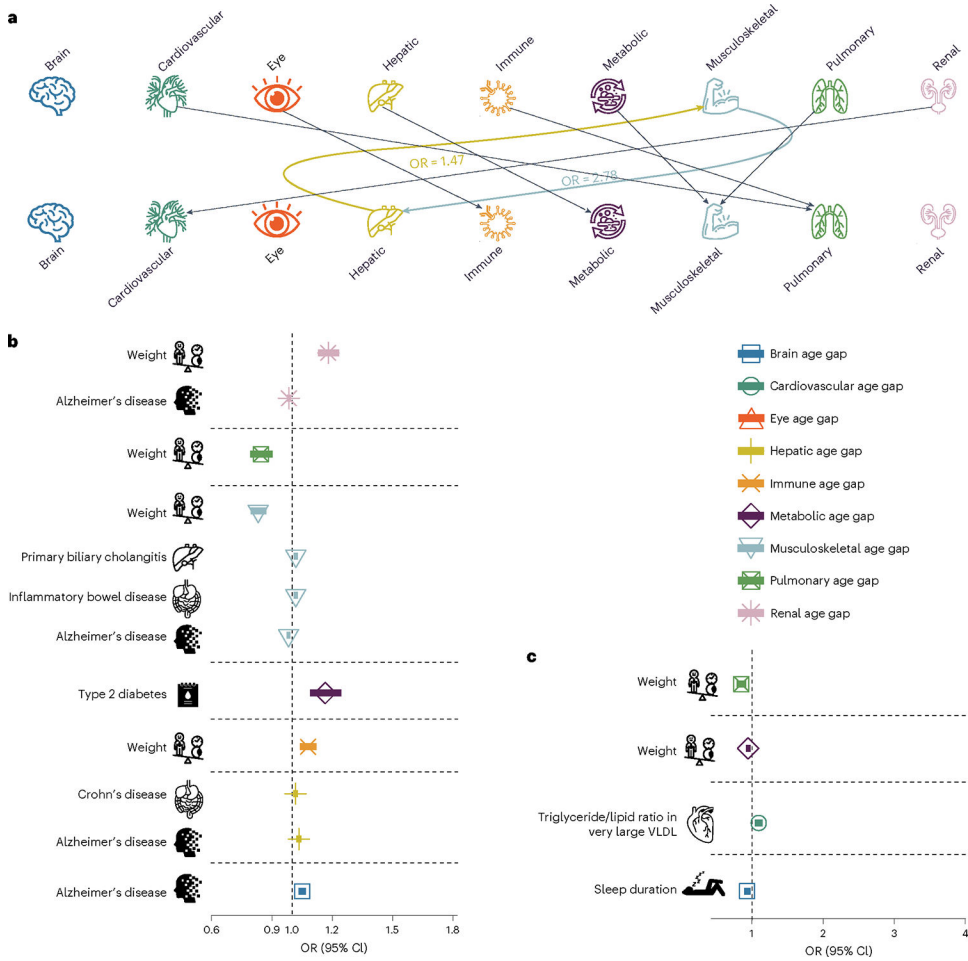 a
Brain
Cardiovascular
Eye
Hepatic
Immune
Metabolic
Musculoskeletal
Pulmonary
Renal
OR = 1.47
OR = 2.78
Brain
Cardiovascular
Eye
Hepatic
Immune
Metabolic
Musculoskeletal
Pulmonary
Renal
b
Weight
Alzheimer's disease
Weight
Weight
Primary biliary cholangitis
Inflammatory bowel disease
Alzheimer's disease
Type 2 diabetes
Weight
Crohn's disease
Alzheimer's disease
Alzheimer's disease
0.6 0.9 1.0 1.2 1.5 1.8
OR (95% CI)
Brain age gap
Cardiovascular age gap
Eye age gap
Hepatic age gap
Immune age gap
Metabolic age gap
Musculoskeletal age gap
Pulmonary age gap
Renal age gap
c
Weight
Weight
Triglyceride/lipid ratio in
very large VLDL
Sleep duration
1 2 3 4
OR (95% CI)